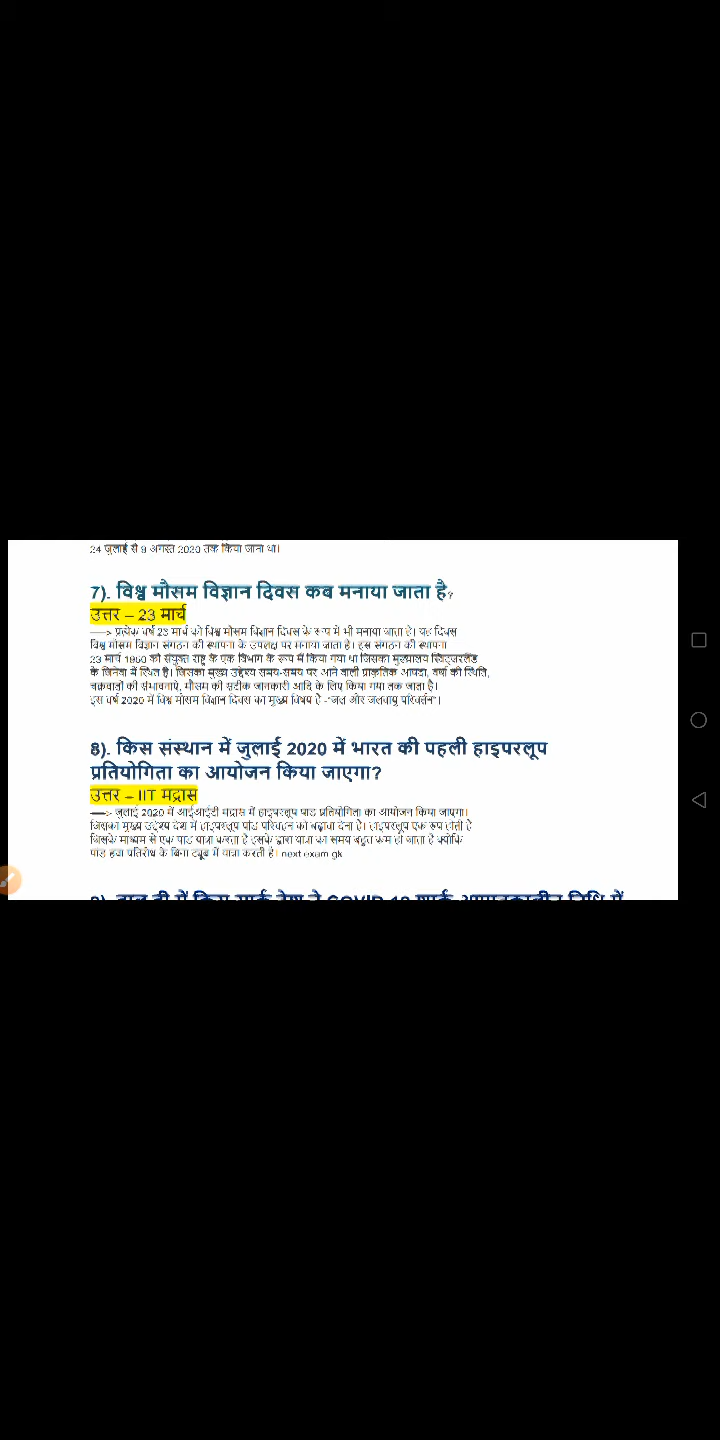 24 जुलाई से 9 अगस्त 2020 तक किया जाना था।
7). विश्व मौसम विज्ञान दिवस कब मनाया जाता है?
उत्तर – 23 मार्च
—–> प्रत्येक वर्ष 23 मार्च को विश्व मौसम विज्ञान दिवस के रूप में भी मनाया जाता है। यह दिवस
विश्व मौसम विज्ञान संगठन की स्थापना के उपलक्ष पर मनाया जाता है। इस संगठन की स्थापना
23 मार्च 1950 को संयुक्त राष्ट्र के एक विभाग के रूप में किया गया था जिसका मुख्यालय स्विट्जरलैंड
के जिनेवा में स्थित है। जिसका मुख्य उद्देश्य समय-समय पर आने वाली प्राकृतिक आपदा, वर्षा की स्थिति,
चक्रवातों की संभावनाएं, मौसम की सटीक जानकारी आदि के लिए किया गया तक जाता है।
इस वर्ष 2020 में विश्व मौसम विज्ञान दिवस का मुख्य विषय है -"जल और जलवायु परिवर्तन"।
8). किस संस्थान में जुलाई 2020 में भारत की पहली हाइपरलूप
प्रतियोगिता का आयोजन किया जाएगा?
उत्तर – IIT मद्रास
—–> जुलाई 2020 में आईआईटी मद्रास में हाइपरलूप पॉड प्रतियोगिता का आयोजन किया जाएगा।
जिसका मुख्य उद्देश्य देश में हाइपरलूप पॉड परिवहन को बढ़ावा देना है। हाइपरलूप एक रूप होती है
जिसके माध्यम से एक पॉड यात्रा करता है इसके द्वारा यात्रा का समय बहुत कम हो जाता है क्योंकि
पॉड हवा प्रतिरोध के बिना ट्यूब में यात्रा करती है। next exam gk